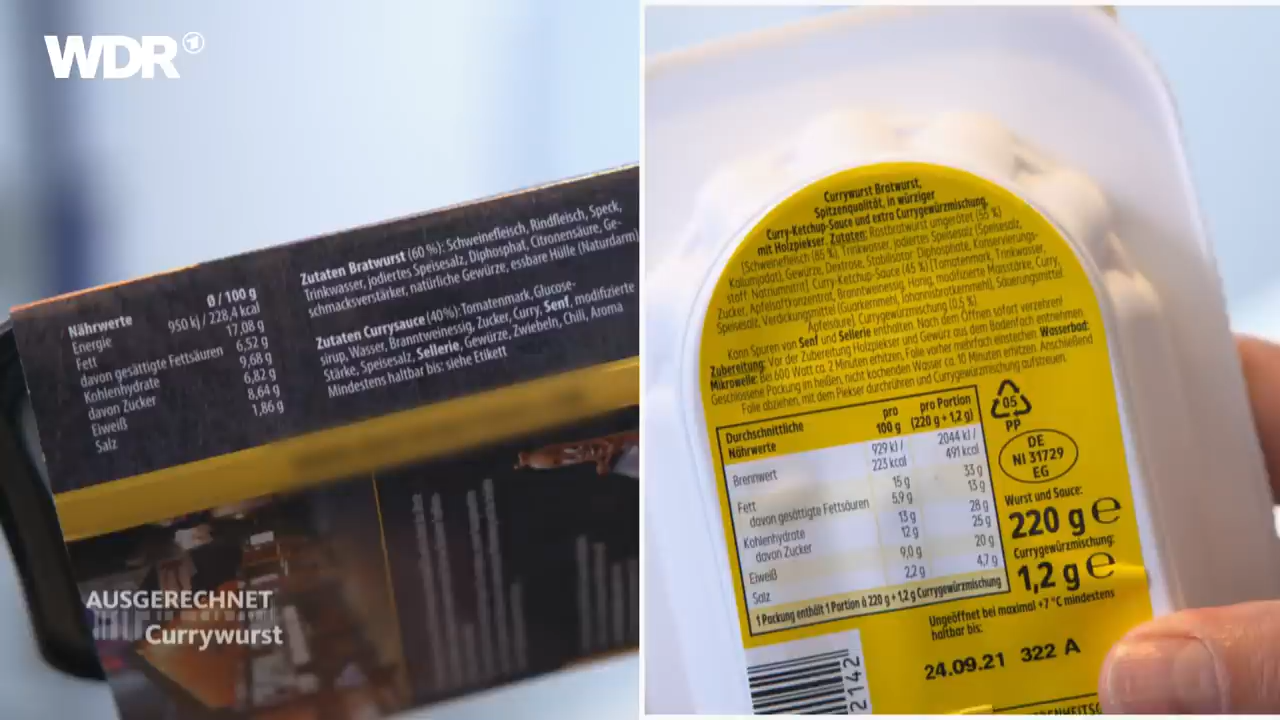 WDR
Nährwerte Ø / 100 g
Energie 950 kJ / 228,4 kcal
Fett 17,08 g
davon gesättigte Fettsäuren 6,52 g
Kohlenhydrate 9,68 g
davon Zucker 6,82 g
Eiweiß 8,64 g
Salz 1,86 g
Zutaten Bratwurst (60 %): Schweinefleisch, Rindfleisch, Speck,
Trinkwasser, jodiertes Speisesalz, Diphosphat, Citronensäure, Ge-
schmacksverstärker, natürliche Gewürze, essbare Hülle (Naturdarm)
Zutaten Currysauce (40%): Tomatenmark, Glucose-
sirup, Wasser, Branntweinessig, Zucker, Curry, Senf, modifizierte
Stärke, Speisesalz, Sellerie, Gewürze, Zwiebeln, Chili, Aroma
Mindestens haltbar bis: siehe Etikett
AUSGERECHNET
Currywurst
Currywurst Bratwurst,
Spitzenqualität, in würziger
Curry-Ketchup-Sauce und extra Currygewürzmischung,
mit Holzpiekser. Zutaten: Rostbratwurst umgerötet (55 %)
[Schweinefleisch (85 %), Trinkwasser, jodiertes Speisesalz (Speisesalz,
Kaliumjodat), Gewürze, Dextrose, Stabilisator: Diphosphate, Konservierungs-
stoff: Natriumnitrit] Curry-Ketchup-Sauce (45 %) [Tomatenmark, Trinkwasser,
Zucker, Apfelsaftkonzentrat, Branntweinessig, Honig, modifizierte Maisstärke, Curry,
Speisesalz, Verdickungsmittel (Guarkernmehl, Johannisbrotkernmehl), Säuerungsmittel
Apfelsäure] Currygewürzmischung (0,5 %)
Kann Spuren von Senf und Sellerie enthalten. Nach dem Öffnen sofort verzehren!
Zubereitung: Vor der Zubereitung Holzpiekser und Gewürz aus dem Bodenfach entnehmen
Mikrowelle: Bei 600 Watt ca. 2 Minuten erhitzen, Folie vorher mehrfach einstechen. Wasserbad:
Geschlossene Packung im heißen, nicht kochenden Wasser ca. 10 Minuten erhitzen. Anschließend
Folie abziehen, mit dem Piekser durchrühren und Currygewürzmischung aufstreuen.
Durchschnittliche Nährwerte pro 100 g pro Portion (220 g + 1,2 g)
Brennwert 929 kJ / 223 kcal 2044 kJ / 491 kcal
Fett 15 g 33 g
davon gesättigte Fettsäuren 5,9 g 13 g
Kohlenhydrate 13 g 28 g
davon Zucker 12 g 25 g
Eiweiß 9,0 g 20 g
Salz 2,2 g 4,7 g
1 Packung enthält 1 Portion à 220 g + 1,2 g Currygewürzmischung
05
PP
DE
NI 31729
EG
Wurst und Sauce:
220 g e
Currygewürzmischung:
1,2 g e
Ungeöffnet bei maximal +7 °C mindestens
haltbar bis:
24.09.21 322 A
2142